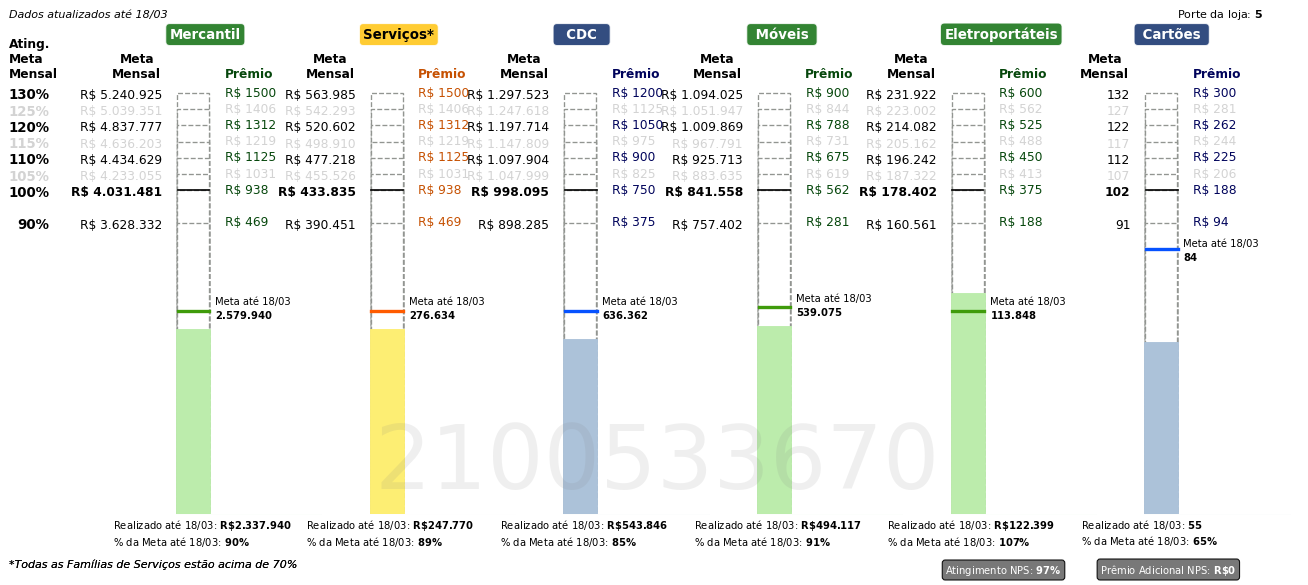 Dados atualizados até 18/03
Porte da loja: 5
Mercantil Serviços* CDC Móveis Eletroportáteis Cartões
Ating.
Meta Meta Meta Meta Meta Meta Meta
Mensal Mensal Prêmio Mensal Prêmio Mensal Prêmio Mensal Prêmio Mensal Prêmio Mensal Prêmio
130% R$ 5.240.925 R$ 1500 R$ 563.985 R$ 1500 R$ 1.297.523 R$ 1200 R$ 1.094.025 R$ 900 R$ 231.922 R$ 600 132 R$ 300
125% R$ 5.039.351 R$ 1406 R$ 542.293 R$ 1406 R$ 1.247.618 R$ 1125 R$ 1.051.947 R$ 844 R$ 223.002 R$ 562 127 R$ 281
120% R$ 4.837.777 R$ 1312 R$ 520.602 R$ 1312 R$ 1.197.714 R$ 1050 R$ 1.009.869 R$ 788 R$ 214.082 R$ 525 122 R$ 262
115% R$ 4.636.203 R$ 1219 R$ 498.910 R$ 1219 R$ 1.147.809 R$ 975 R$ 967.791 R$ 731 R$ 205.162 R$ 488 117 R$ 244
110% R$ 4.434.629 R$ 1125 R$ 477.218 R$ 1125 R$ 1.097.904 R$ 900 R$ 925.713 R$ 675 R$ 196.242 R$ 450 112 R$ 225
105% R$ 4.233.055 R$ 1031 R$ 455.526 R$ 1031 R$ 1.047.999 R$ 825 R$ 883.635 R$ 619 R$ 187.322 R$ 413 107 R$ 206
100% R$ 4.031.481 R$ 938 R$ 433.835 R$ 938 R$ 998.095 R$ 750 R$ 841.558 R$ 562 R$ 178.402 R$ 375 102 R$ 188
90% R$ 3.628.332 R$ 469 R$ 390.451 R$ 469 R$ 898.285 R$ 375 R$ 757.402 R$ 281 R$ 160.561 R$ 188 91 R$ 94
Meta até 18/03
84
Meta até 18/03 Meta até 18/03 Meta até 18/03 Meta até 18/03 Meta até 18/03
2.579.940 276.634 636.362 539.075 113.848
2100533670
Realizado até 18/03: R$2.337.940 Realizado até 18/03: R$247.770 Realizado até 18/03: R$543.846 Realizado até 18/03: R$494.117 Realizado até 18/03: R$122.399 Realizado até 18/03: 55
% da Meta até 18/03: 90% % da Meta até 18/03: 89% % da Meta até 18/03: 85% % da Meta até 18/03: 91% % da Meta até 18/03: 107% % da Meta até 18/03: 65%
*Todas as Famílias de Serviços estão acima de 70%
Atingimento NPS: 97% Prêmio Adicional NPS: R$0